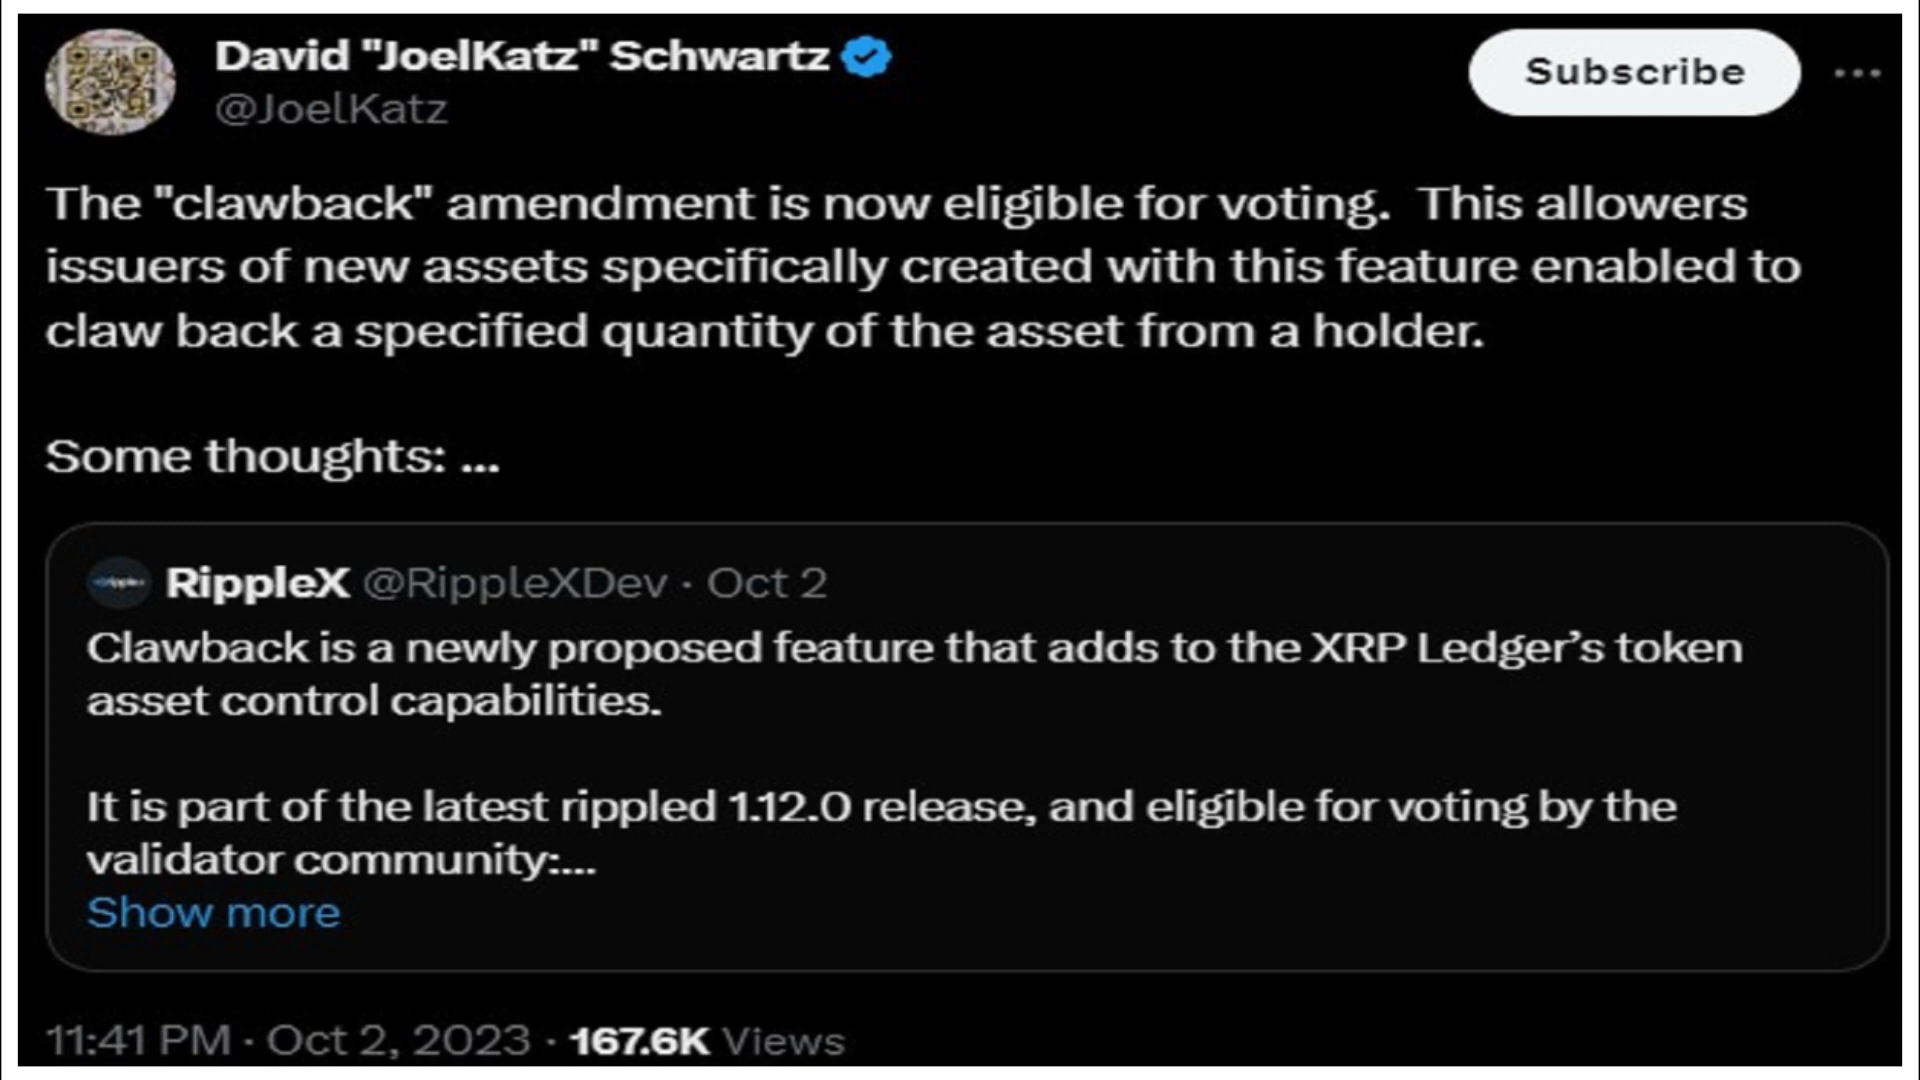 David "JoelKatz" Schwartz
@JoelKatz
Subscribe
The "clawback" amendment is now eligible for voting.  This allowers
issuers of new assets specifically created with this feature enabled to
claw back a specified quantity of the asset from a holder.
Some thoughts: ...
RippleX @RippleXDev · Oct 2
Clawback is a newly proposed feature that adds to the XRP Ledger’s token
asset control capabilities.
It is part of the latest rippled 1.12.0 release, and eligible for voting by the
validator community:....
Show more
11:41 PM · Oct 2, 2023 · 167.6K Views